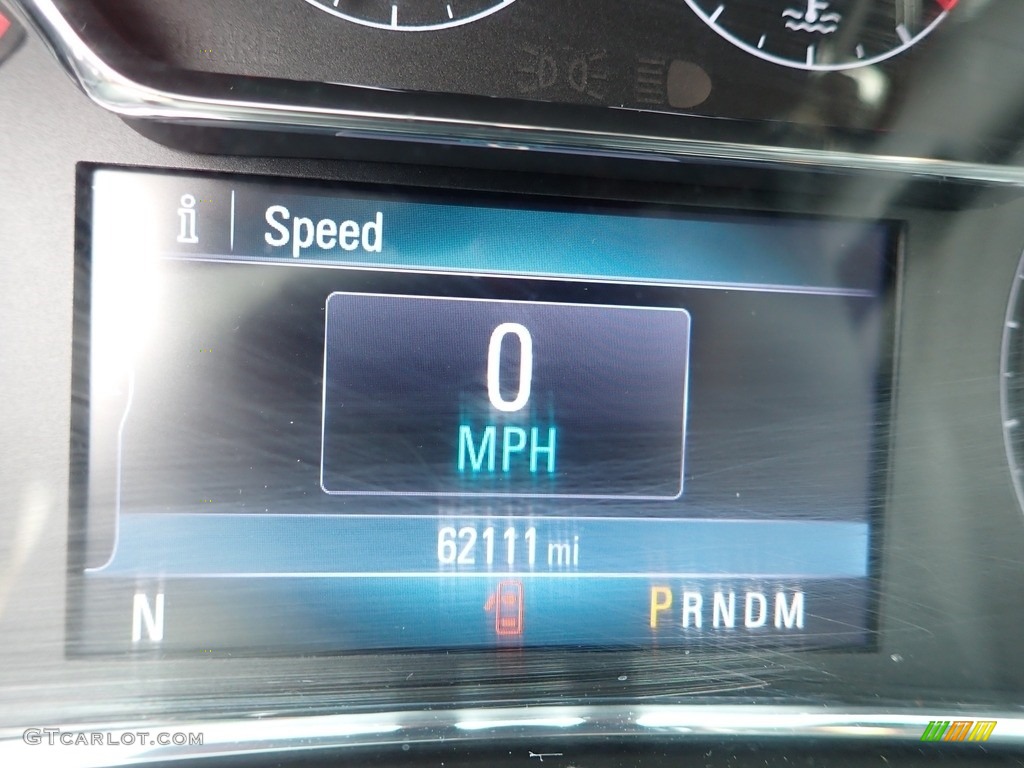 Speed
0
MPH
62111 mi
N
PRNDM
GTCARLOT.COM